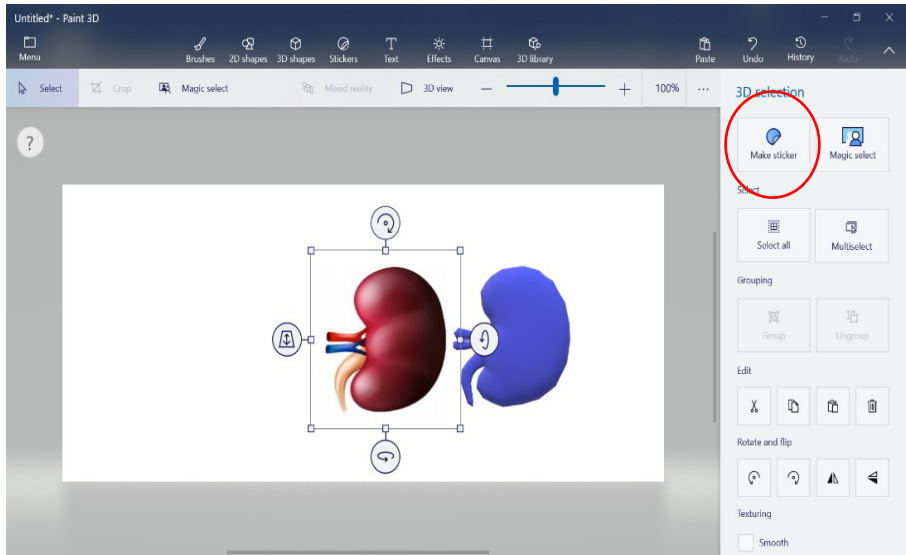 Untitled* - Paint 3D
Menu
Brushes 2D shapes 3D shapes Stickers Text Effects Canvas 3D library Paste Undo History Redo
Select Crop Magic select Mixed reality 3D view 100% ...
3D selection
?
Make sticker Magic select
Select
Select all Multiselect
Grouping
Group Ungroup
Edit
Rotate and flip
Texturing
Smooth